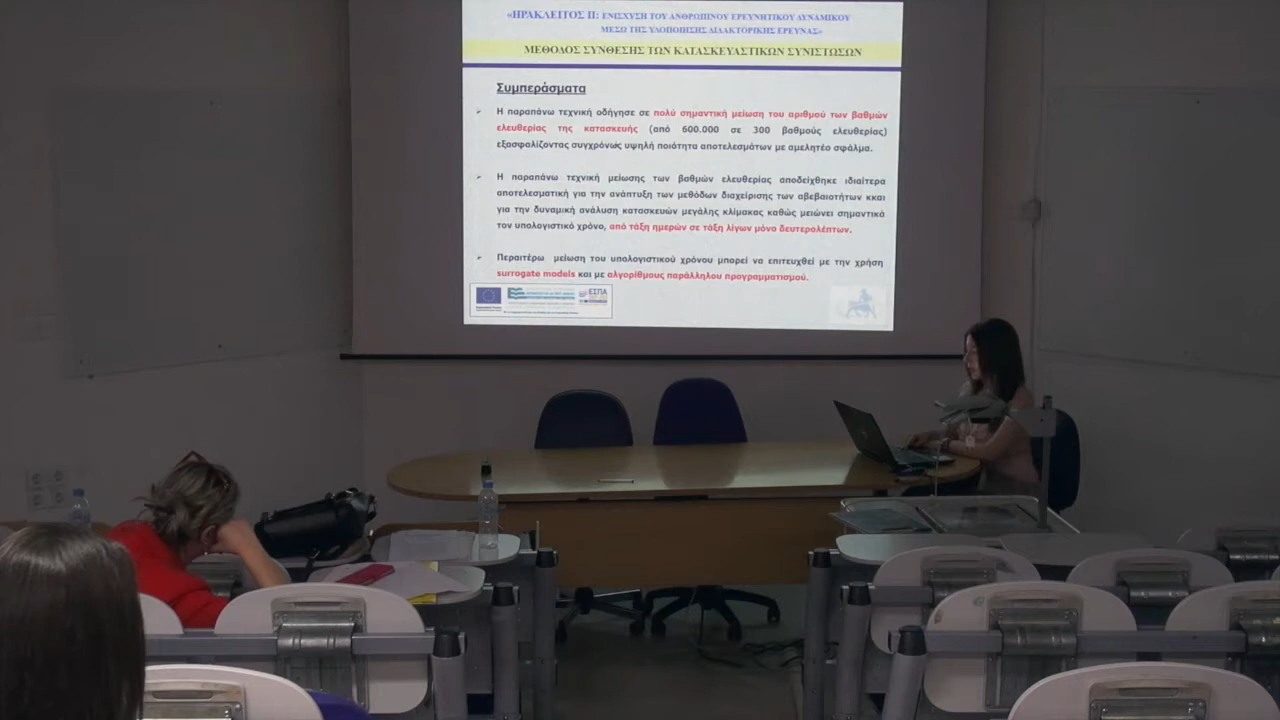 «ΗΡΑΚΛΕΙΤΟΣ ΙΙ: ΕΝΙΣΧΥΣΗ ΤΟΥ ΑΝΘΡΩΠΙΝΟΥ ΕΡΕΥΝΗΤΙΚΟΥ ΔΥΝΑΜΙΚΟΥ
ΜΕΣΩ ΤΗΣ ΥΛΟΠΟΙΗΣΗΣ ΔΙΔΑΚΤΟΡΙΚΗΣ ΕΡΕΥΝΑΣ»
ΜΕΘΟΔΟΣ ΣΥΝΘΕΣΗΣ ΤΩΝ ΚΑΤΑΣΚΕΥΑΣΤΙΚΩΝ ΣΥΝΙΣΤΩΣΩΝ
Συμπεράσματα
Η παραπάνω τεχνική οδήγησε σε πολύ σημαντική μείωση του αριθμού των βαθμών
ελευθερίας της κατασκευής (από 600.000 σε 300 βαθμούς ελευθερίας)
εξασφαλίζοντας συγχρόνως υψηλή ποιότητα αποτελεσμάτων με αμελητέο σφάλμα.
Η παραπάνω τεχνική μείωσης των βαθμών ελευθερίας αποδείχθηκε ιδιαίτερα
αποτελεσματική για την ανάπτυξη των μεθόδων διαχείρισης των αβεβαιοτήτων κκαι
για την δυναμική ανάλυση κατασκευών μεγάλης κλίμακας καθώς μειώνει σημαντικά
τον υπολογιστικό χρόνο, από τάξη ημερών σε τάξη λίγων μόνο δευτερολέπτων.
Περαιτέρω μείωση του υπολογιστικού χρόνου μπορεί να επιτευχθεί με την χρήση
surrogate models και με αλγορίθμους παράλληλου προγραμματισμού.
ΕΣΠΑ